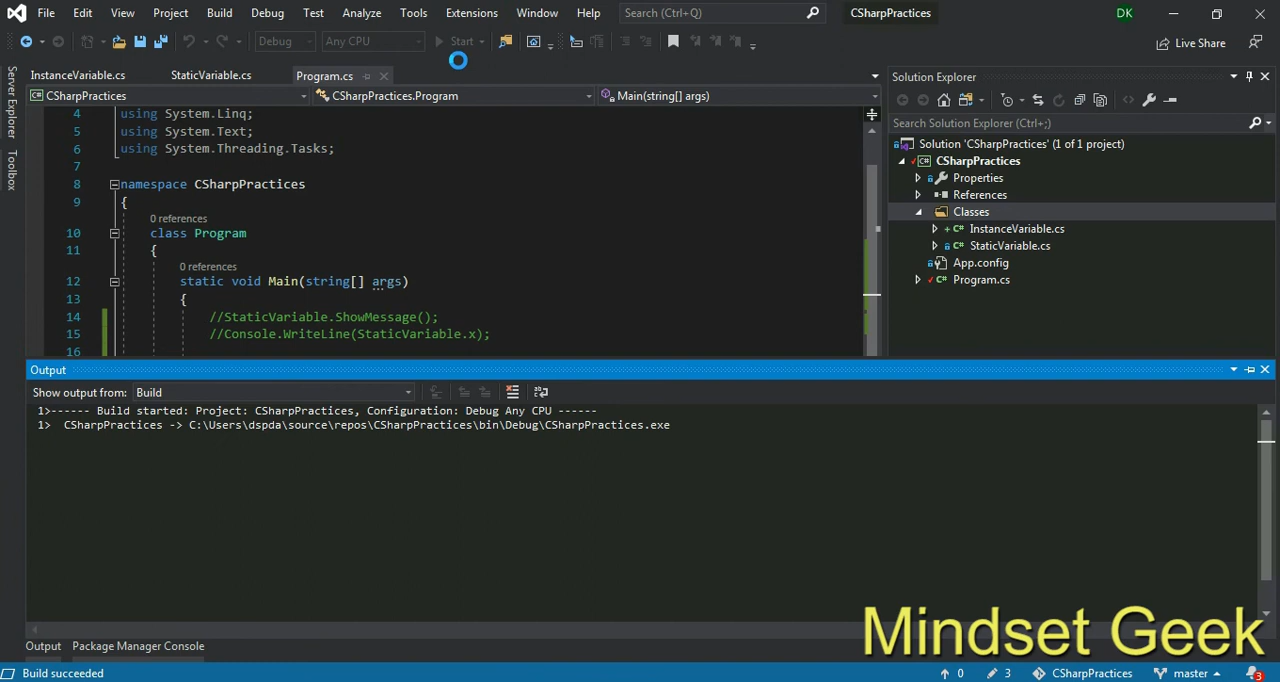 File Edit View Project Build Debug Test Analyze Tools Extensions Window Help Search (Ctrl+Q) CSharpPractices DK
Debug Any CPU Start Live Share
Server Explorer
Toolbox
InstanceVariable.cs StaticVariable.cs Program.cs
CSharpPractices CSharpPractices.Program Main(string[] args)
4 using System.Linq;
5 using System.Text;
6 using System.Threading.Tasks;
7
8 namespace CSharpPractices
9 {
0 references
10 class Program
11 {
0 references
12 static void Main(string[] args)
13 {
14 //StaticVariable.ShowMessage();
15 //Console.WriteLine(StaticVariable.x);
16
Solution Explorer
Search Solution Explorer (Ctrl+;)
Solution 'CSharpPractices' (1 of 1 project)
CSharpPractices
Properties
References
Classes
InstanceVariable.cs
StaticVariable.cs
App.config
Program.cs
Output
Show output from: Build
1>------ Build started: Project: CSharpPractices, Configuration: Debug Any CPU ------
1> CSharpPractices -> C:\Users\dspda\source\repos\CSharpPractices\bin\Debug\CSharpPractices.exe
Mindset Geek
Output Package Manager Console
Build succeeded 0 3 CSharpPractices master 3